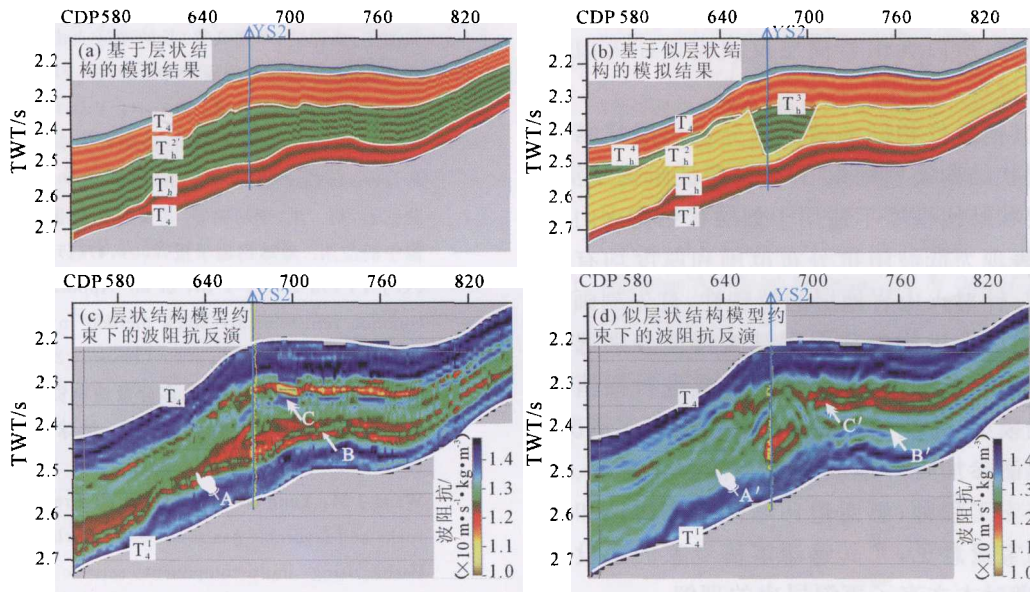 CDP 580 640 700 760 820
YS2
(a) 基于层状结
构的模拟结果
2.2
2.3
2.4
2.5
2.6
2.7
TWT/s
T₄
Tₕ²′
Tₕ¹
T₄¹
CDP 580 640 700 760 820
YS2
(b) 基于似层状结
构的模拟结果
2.2
2.3
2.4
2.5
2.6
2.7
TWT/s
Tₕ³
T₄
Tₕ⁴
Tₕ²
Tₕ¹
T₄¹
CDP 580 640 700 760 820
YS2
(c) 层状结构模型约
束下的波阻抗反演
2.2
2.3
2.4
2.5
2.6
2.7
TWT/s
T₄
C
B
A
T₄¹
波阻抗/
(×10⁷m·s⁻¹·kg·m⁻³)
1.4
1.3
1.2
1.1
1.0
CDP 580 640 700 760 820
YS2
(d) 似层状结构模型约
束下的波阻抗反演
2.2
2.3
2.4
2.5
2.6
2.7
TWT/s
T₄
C′
B′
A′
T₄¹
波阻抗/
(×10⁷m·s⁻¹·kg·m⁻³)
1.4
1.3
1.2
1.1
1.0